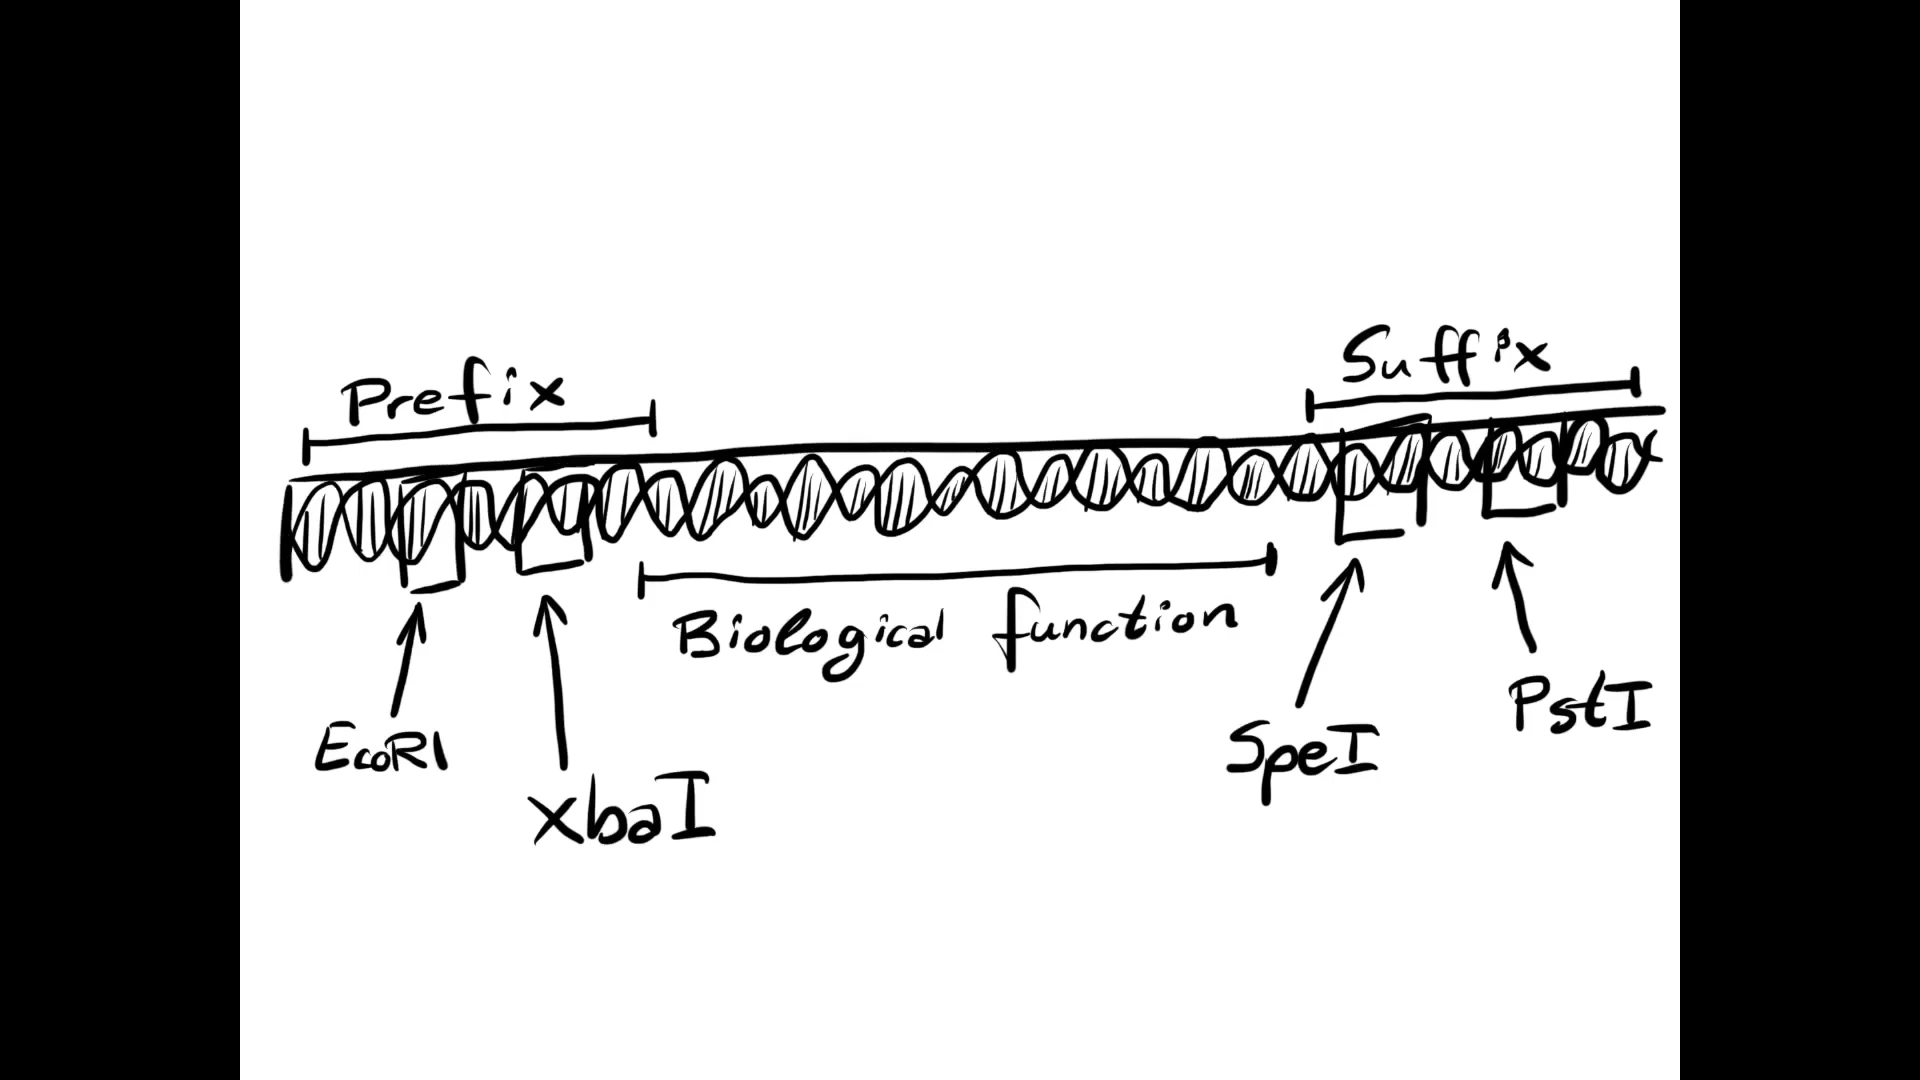 Prefix
Suffix
Biological function
EcoRI
XbaI
SpeI
PstI